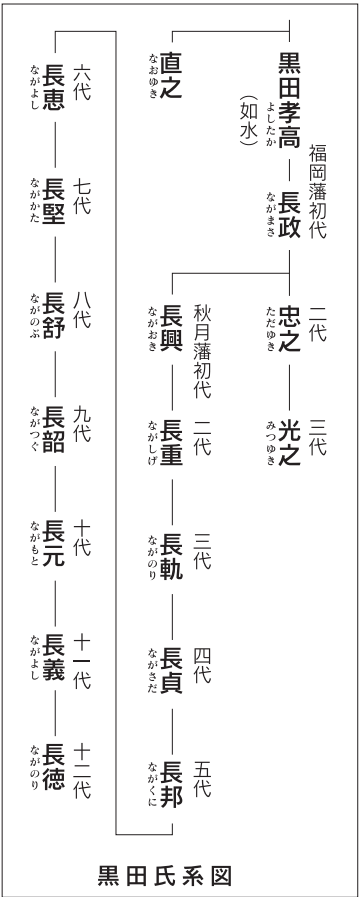 黒田孝高
よしたか
（如水）
福岡藩初代
長政
ながまさ
二代
忠之
ただゆき
三代
光之
みつゆき
直之
なおゆき
秋月藩初代
長興
ながおき
二代
長重
ながしげ
三代
長軌
ながのり
四代
長貞
ながさだ
五代
長邦
ながくに
六代
長恵
ながよし
七代
長堅
ながかた
八代
長舒
ながのぶ
九代
長韶
ながつぐ
十代
長元
ながもと
十一代
長義
ながよし
十二代
長徳
ながのり
黒田氏系図